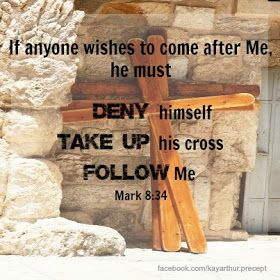 If anyone wishes to come after Me,
he must
DENY himself
TAKE UP his cross
FOLLOW Me
Mark 8:34
facebook.com/kayarthur.precept